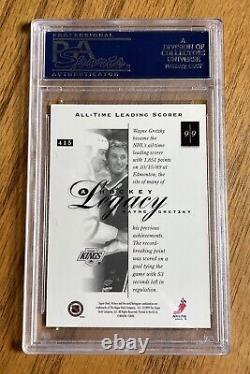 PROFESSIONAL
PSA
Sports
AUTHENTICATOR
A
DIVISION OF
COLLECTORS
UNIVERSE
ALL-TIME LEADING SCORER
415
99
Wayne Gretzky
became the
NHL's all-time
leading scorer
with 1,851 points
on 10/15/89 at
Edmonton, the
site of many of
A HOCKEY
Legacy
WAYNE GRETZKY
his previous
achievements. The
record-breaking
point was scored on a
goal tying the
game with 53
seconds left in
regulation.
KINGS
NHL